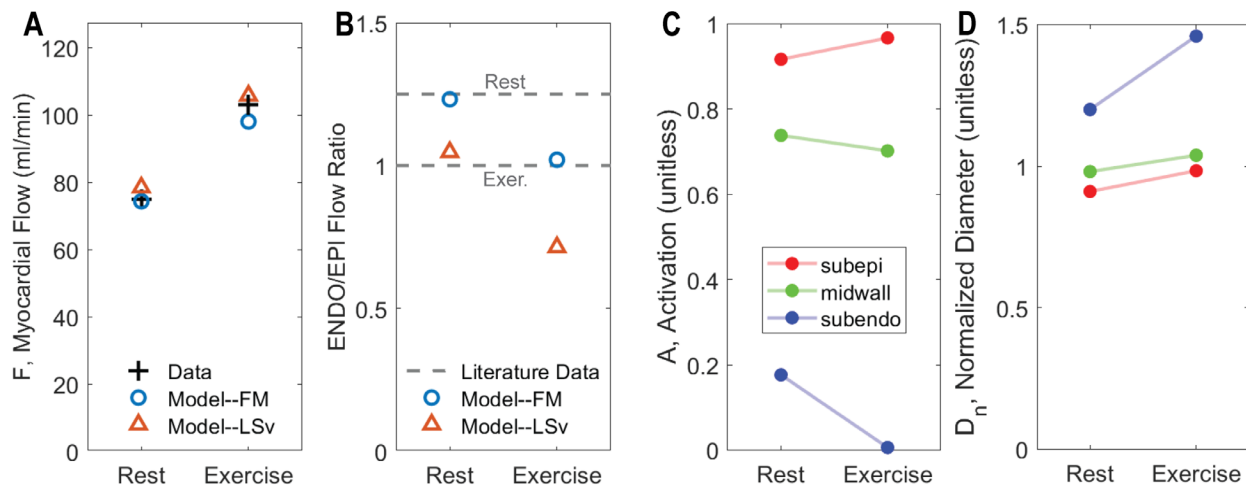 A
F, Myocardial Flow (ml/min)
120
100
80
60
40
20
0
Data
Model--FM
Model--LSv
Rest Exercise
B
ENDO/EPI Flow Ratio
1.5
1
0.5
0
Rest
Exer.
Literature Data
Model--FM
Model--LSv
Rest Exercise
C
A, Activation (unitless)
1
0.8
0.6
0.4
0.2
0
subepi
midwall
subendo
Rest Exercise
D
Dn, Normalized Diameter (unitless)
1.5
1
0.5
0
Rest Exercise